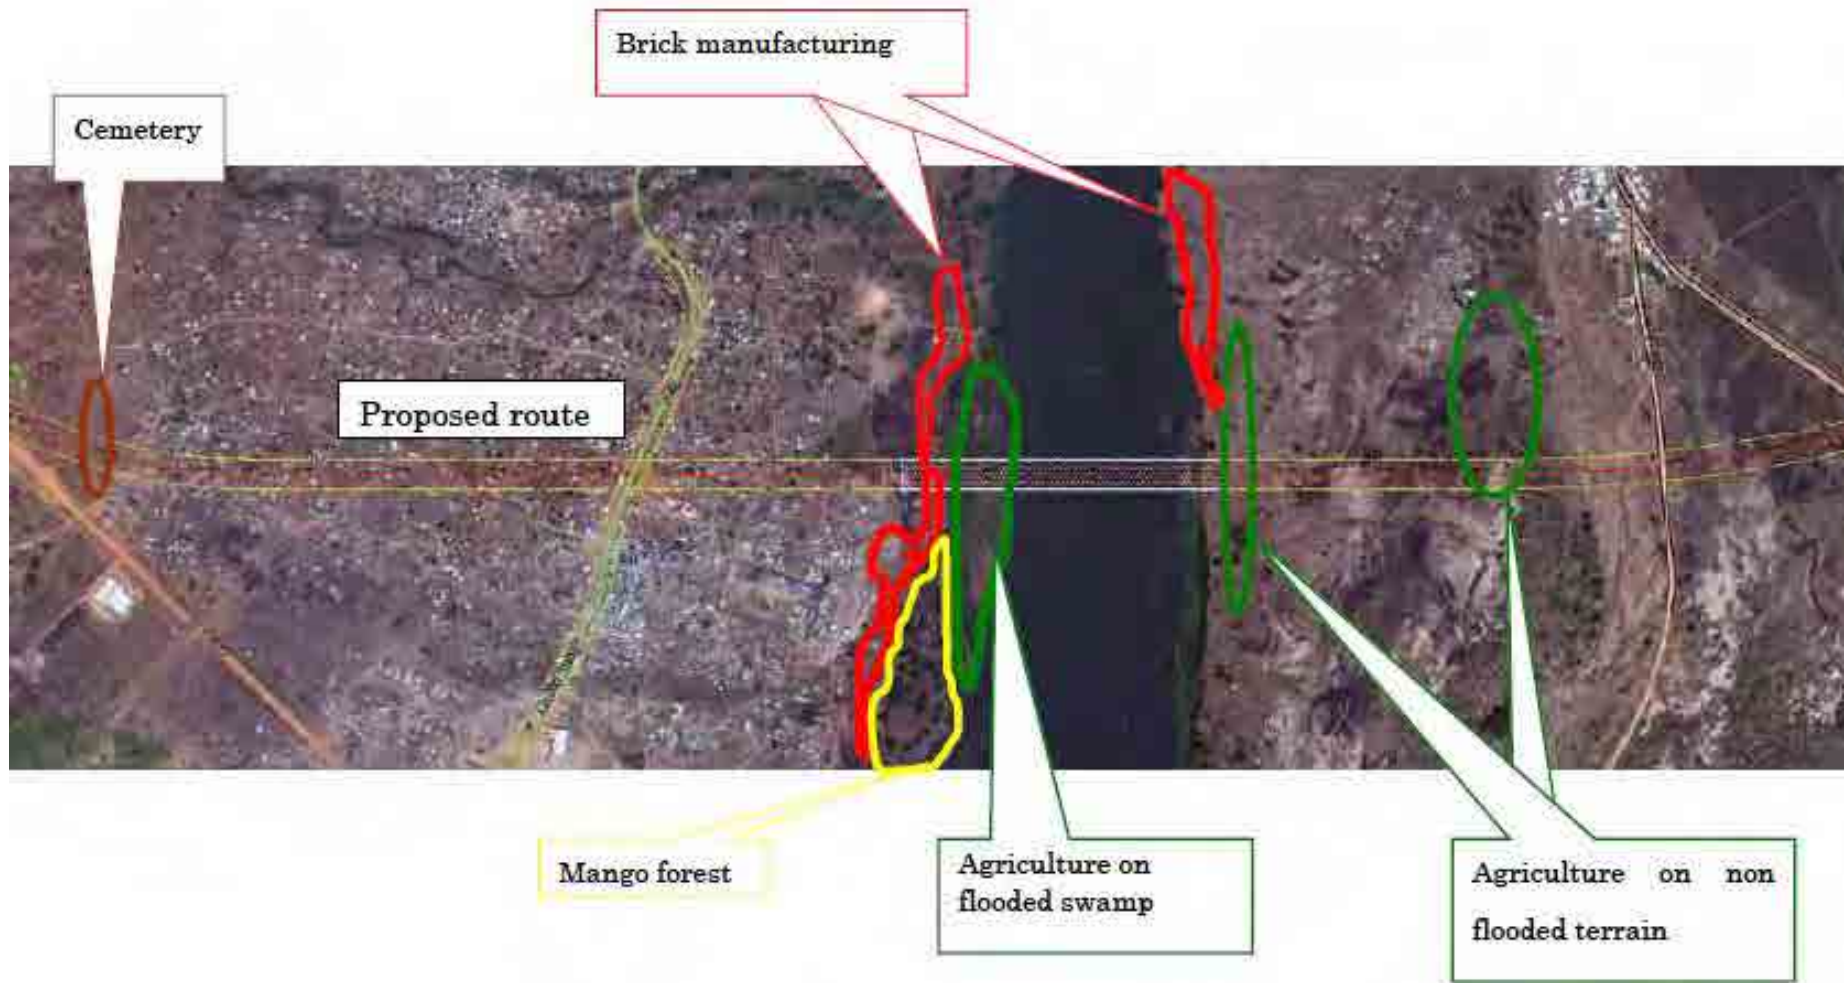 Brick manufacturing
Cemetery
Proposed route
Mango forest
Agriculture on
flooded swamp
Agriculture on non
flooded terrain